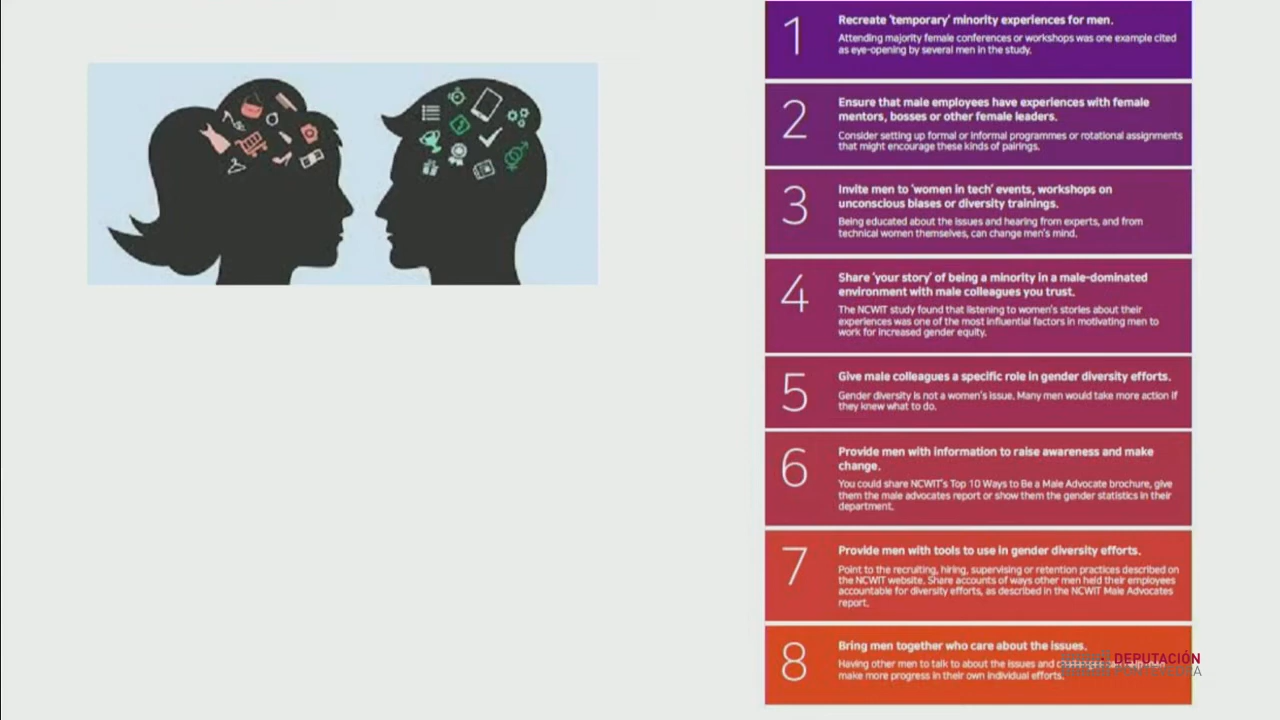 1
Recreate 'temporary' minority experiences for men.
Attending majority female conferences or workshops was one example cited
as eye-opening by several men in the study.
2
Ensure that male employees have experiences with female
mentors, bosses or other female leaders.
Consider setting up formal or informal programmes or rotational assignments
that might encourage these kinds of pairings.
3
Invite men to 'women in tech' events, workshops on
unconscious biases or diversity trainings.
Being educated about the issues and hearing from experts, and from
technical women themselves, can change men's mind.
4
Share 'your story' of being a minority in a male-dominated
environment with male colleagues you trust.
The NCWIT study found that listening to women's stories about their
experiences was one of the most influential factors in motivating men to
work for increased gender equity.
5
Give male colleagues a specific role in gender diversity efforts.
Gender diversity is not a women's issue. Many men would take more action if
they knew what to do.
6
Provide men with information to raise awareness and make
change.
You could share NCWIT's Top 10 Ways to Be a Male Advocate brochure, give
them the male advocates report or show them the gender statistics in their
department.
7
Provide men with tools to use in gender diversity efforts.
Point to the recruiting, hiring, supervising or retention practices described on
the NCWIT website. Share accounts of ways other men held their employees
accountable for diversity efforts, as described in the NCWIT Male Advocates
report.
8
Bring men together who care about the issues.
Having other men to talk to about the issues and
make more progress in their own individual efforts.
DEPUTACIÓN